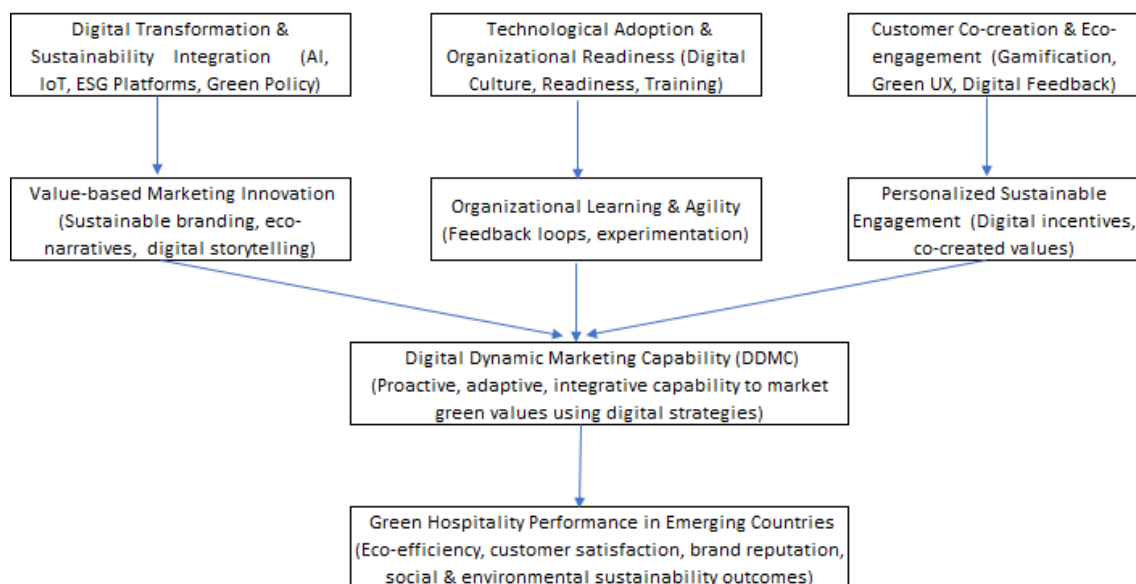 Digital Transformation &
Sustainability Integration (AI,
IoT, ESG Platforms, Green Policy)
Technological Adoption &
Organizational Readiness (Digital
Culture, Readiness, Training)
Customer Co-creation & Eco-
engagement (Gamification,
Green UX, Digital Feedback)
Value-based Marketing Innovation
(Sustainable branding, eco-
narratives, digital storytelling)
Organizational Learning & Agility
(Feedback loops, experimentation)
Personalized Sustainable
Engagement (Digital incentives,
co-created values)
Digital Dynamic Marketing Capability (DDMC)
(Proactive, adaptive, integrative capability to market
green values using digital strategies)
Green Hospitality Performance in Emerging Countries
(Eco-efficiency, customer satisfaction, brand reputation,
social & environmental sustainability outcomes)